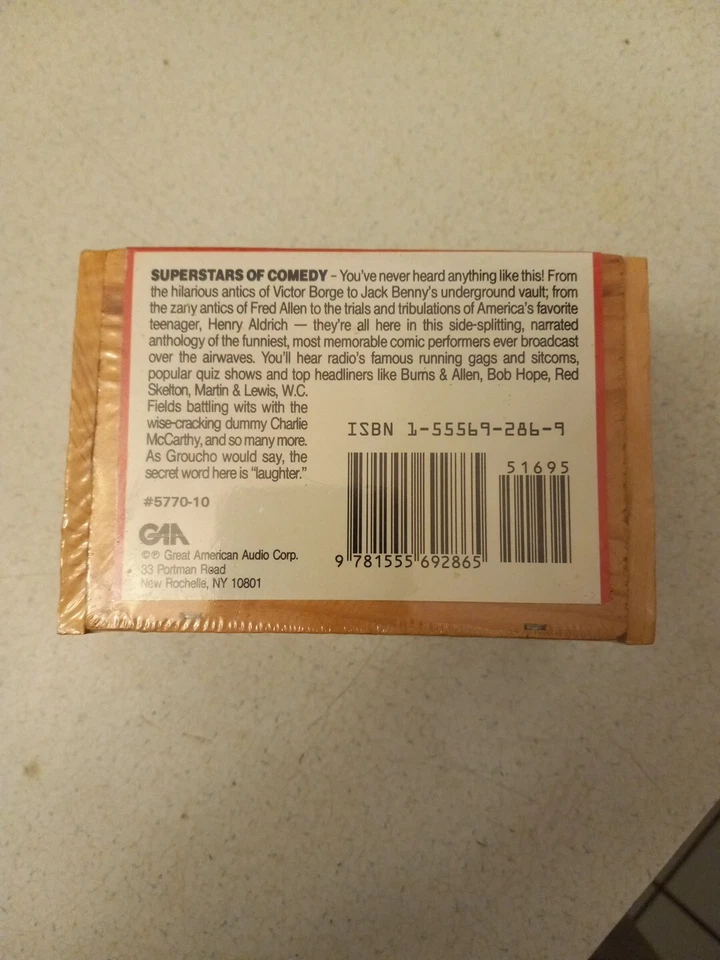 SUPERSTARS OF COMEDY – You've never heard anything like this! From
the hilarious antics of Victor Borge to Jack Benny's underground vault; from
the zany antics of Fred Allen to the trials and tribulations of America's favorite
teenager, Henry Aldrich — they're all here in this side-splitting, narrated
anthology of the funniest, most memorable comic performers ever broadcast
over the airwaves. You'll hear radio's famous running gags and sitcoms,
popular quiz shows and top headliners like Burns & Allen, Bob Hope, Red
Skelton, Martin & Lewis, W.C.
Fields battling wits with the
wise-cracking dummy Charlie
McCarthy, and so many more.
As Groucho would say, the
secret word here is "laughter."
#5770-10
GAA
©℗ Great American Audio Corp.
33 Portman Road
New Rochelle, NY 10801
ISBN 1-55569-286-9
51695
9 781555 692865